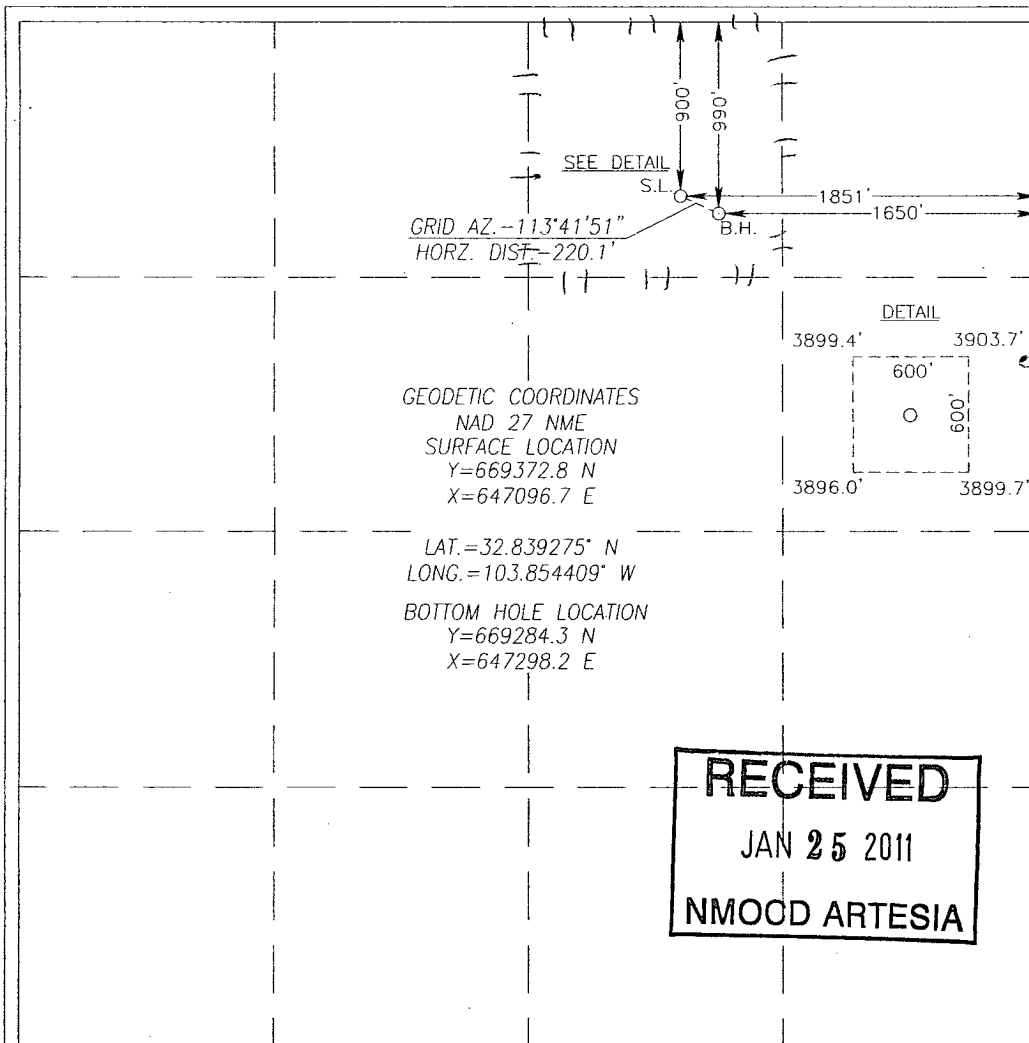 900'
990'
SEE DETAIL
S.L.
1851'
1650'
B.H.
GRID AZ.-113°41'51"
HORZ. DIST.-220.1'
DETAIL
3899.4' 3903.7'
600'
600'
3896.0' 3899.7'
GEODETIC COORDINATES
NAD 27 NME
SURFACE LOCATION
Y=669372.8 N
X=647096.7 E
LAT.=32.839275° N
LONG.=103.854409° W
BOTTOM HOLE LOCATION
Y=669284.3 N
X=647298.2 E
RECEIVED
JAN 25 2011
NMOCD ARTESIA